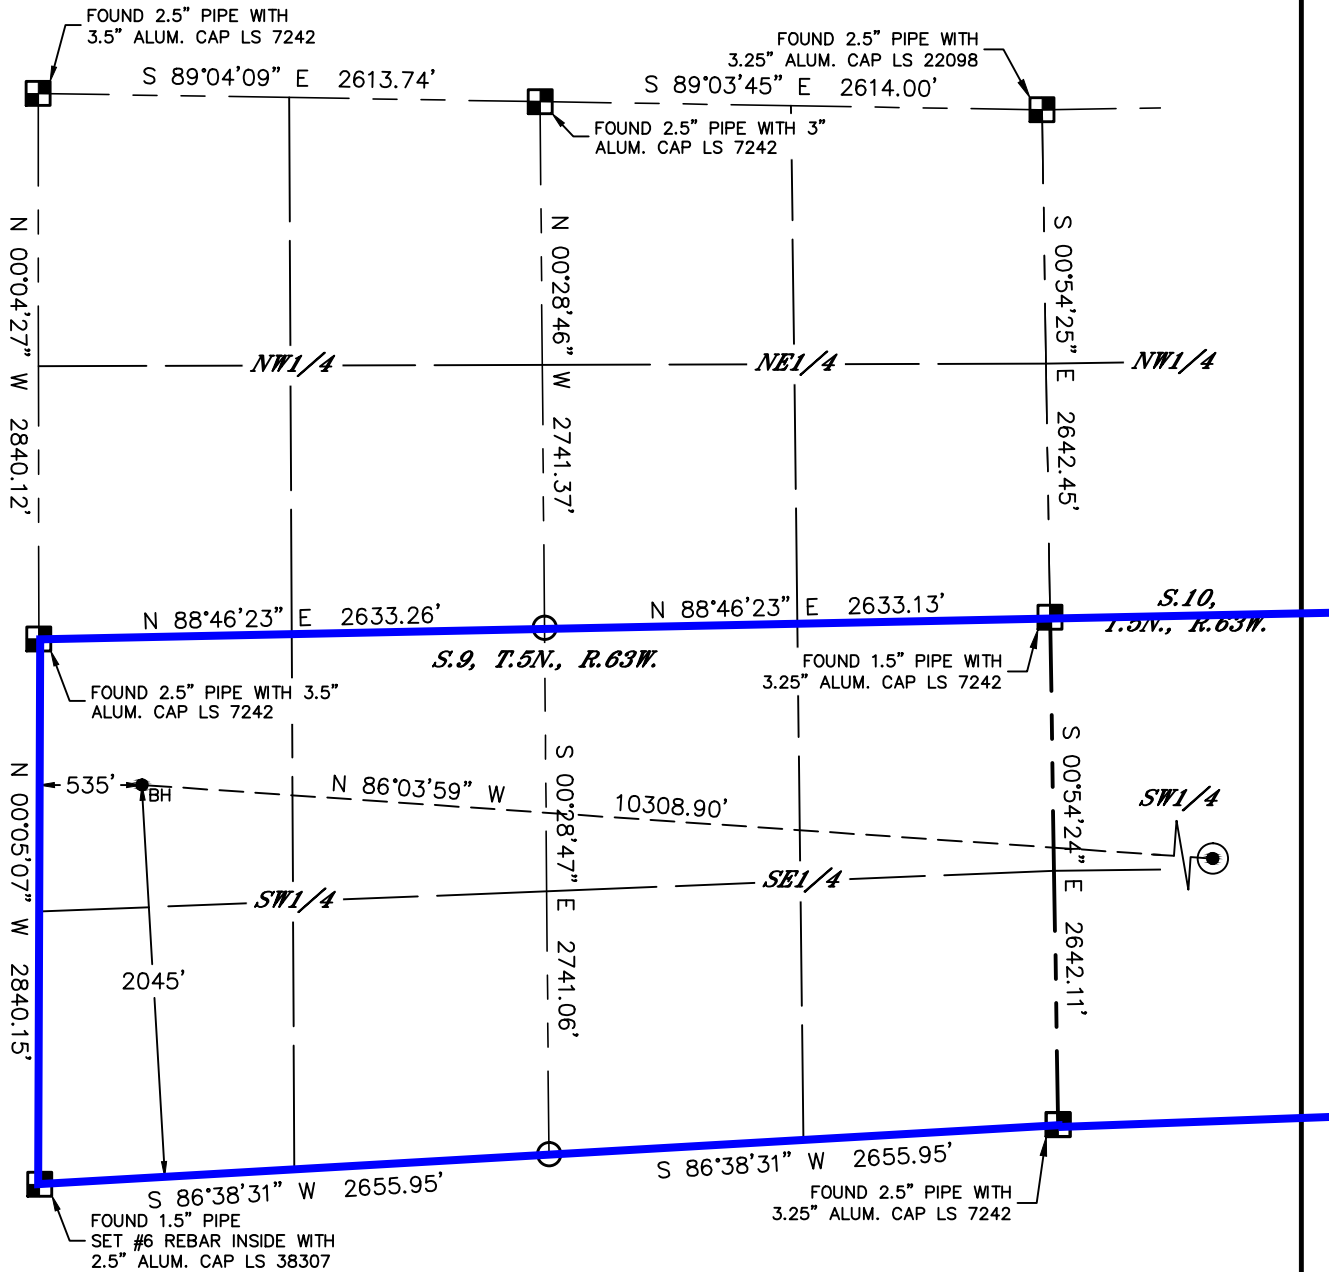 FOUND 2.5” PIPE WITH
3.5” ALUM. CAP LS 7242
FOUND 2.5” PIPE WITH
3.25” ALUM. CAP LS 22098
S 89°04’09” E 2613.74’
S 89°03’45” E 2614.00’
FOUND 2.5” PIPE WITH 3”
ALUM. CAP LS 7242
N 00°04’27” W 2840.12’
N 00°28’46” W 2741.37’
S 00°54’25” E 2642.45’
NW1/4
NE1/4
NW1/4
N 88°46’23” E 2633.26’
N 88°46’23” E 2633.13’
S.10,
T.5N., R.63W.
S.9, T.5N., R.63W.
FOUND 1.5” PIPE WITH
3.25” ALUM. CAP LS 7242
FOUND 2.5” PIPE WITH 3.5”
ALUM. CAP LS 7242
N 00°05’07” W 2840.15’
S 00°28’47” E 2741.06’
S 00°54’24” E 2642.11’
535’
BH
N 86°03’59” W 10308.90’
SW1/4
SW1/4
SE1/4
2045’
S 86°38’31” W 2655.95’
S 86°38’31” W 2655.95’
FOUND 2.5” PIPE WITH
3.25” ALUM. CAP LS 7242
FOUND 1.5” PIPE
SET #6 REBAR INSIDE WITH
2.5” ALUM. CAP LS 38307